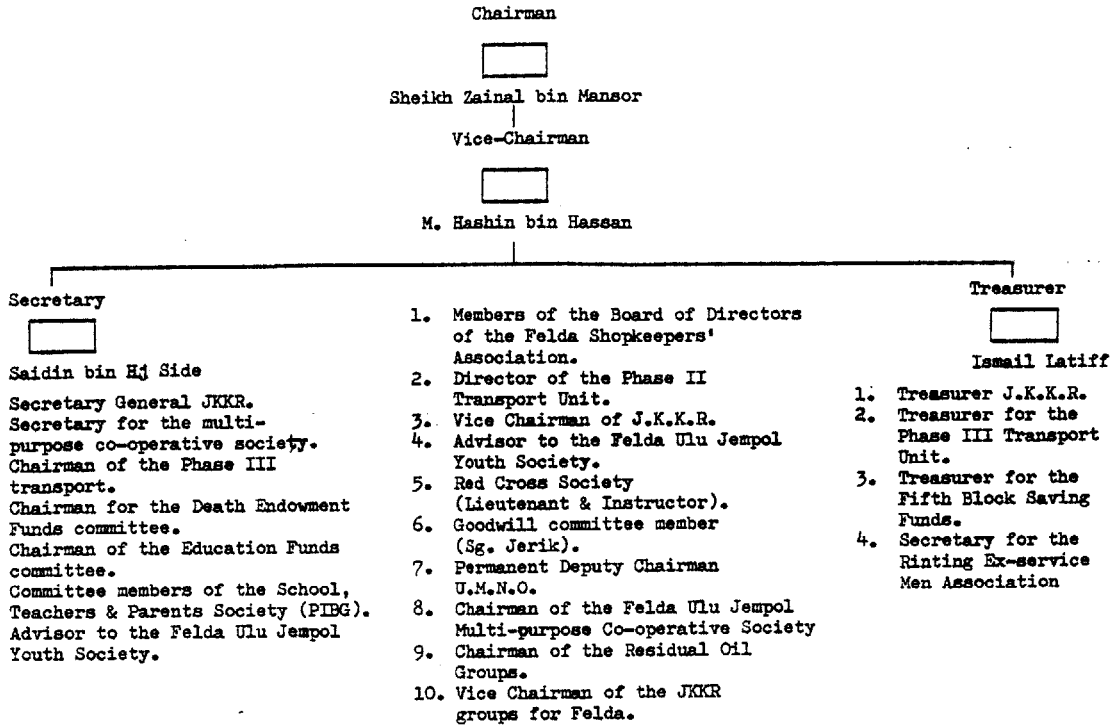 Chairman
Sheikh Zainal bin Mansor
Vice-Chairman
M. Hashin bin Hassan
Secretary
Saidin bin Hj Side
Secretary General JKKR.
Secretary for the multi-
purpose co-operative society.
Chairman of the Phase III
transport.
Chairman for the Death Endowment
Funds committee.
Chairman of the Education Funds
committee.
Committee members of the School,
Teachers & Parents Society (PIBG).
Advisor to the Felda Ulu Jempol
Youth Society.
1. Members of the Board of Directors
of the Felda Shopkeepers'
Association.
2. Director of the Phase II
Transport Unit.
3. Vice Chairman of J.K.K.R.
4. Advisor to the Felda Ulu Jempol
Youth Society.
5. Red Cross Society
(Lieutenant & Instructor).
6. Goodwill committee member
(Sg. Jerik).
7. Permanent Deputy Chairman
U.M.N.O.
8. Chairman of the Felda Ulu Jempol
Multi-purpose Co-operative Society
9. Chairman of the Residual Oil
Groups.
10. Vice Chairman of the JKKR
groups for Felda.
Treasurer
Ismail Latiff
1. Treasurer J.K.K.R.
2. Treasurer for the
Phase III Transport
Unit.
3. Treasurer for the
Fifth Block Saving
Funds.
4. Secretary for the
Rinting Ex-service
Men Association